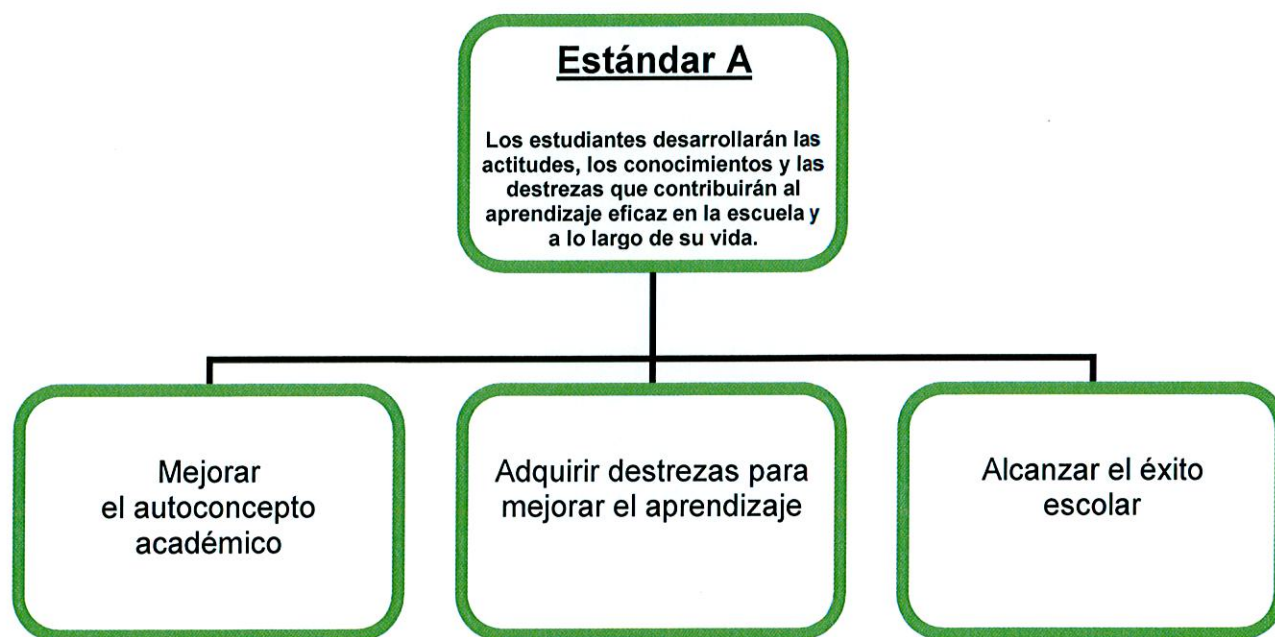 Estándar A
Los estudiantes desarrollarán las
actitudes, los conocimientos y las
destrezas que contribuirán al
aprendizaje eficaz en la escuela y
a lo largo de su vida.
Mejorar
el autoconcepto
académico
Adquirir destrezas para
mejorar el aprendizaje
Alcanzar el éxito
escolar